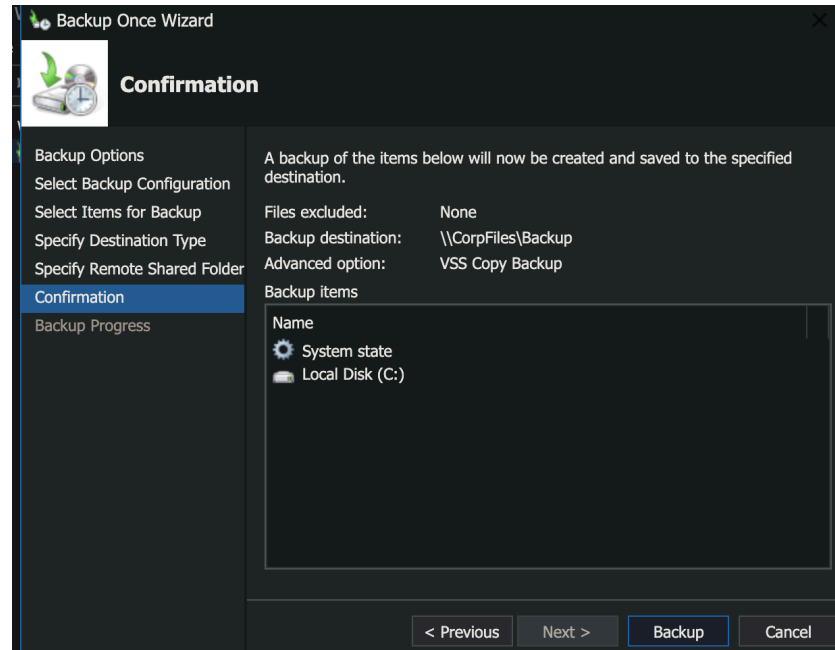 Backup Once Wizard
Confirmation
Backup Options
Select Backup Configuration
Select Items for Backup
Specify Destination Type
Specify Remote Shared Folder
Confirmation
Backup Progress
A backup of the items below will now be created and saved to the specified
destination.
Files excluded: None
Backup destination: \\CorpFiles\Backup
Advanced option: VSS Copy Backup
Backup items
Name
System state
Local Disk (C:)
< Previous
Next >
Backup
Cancel